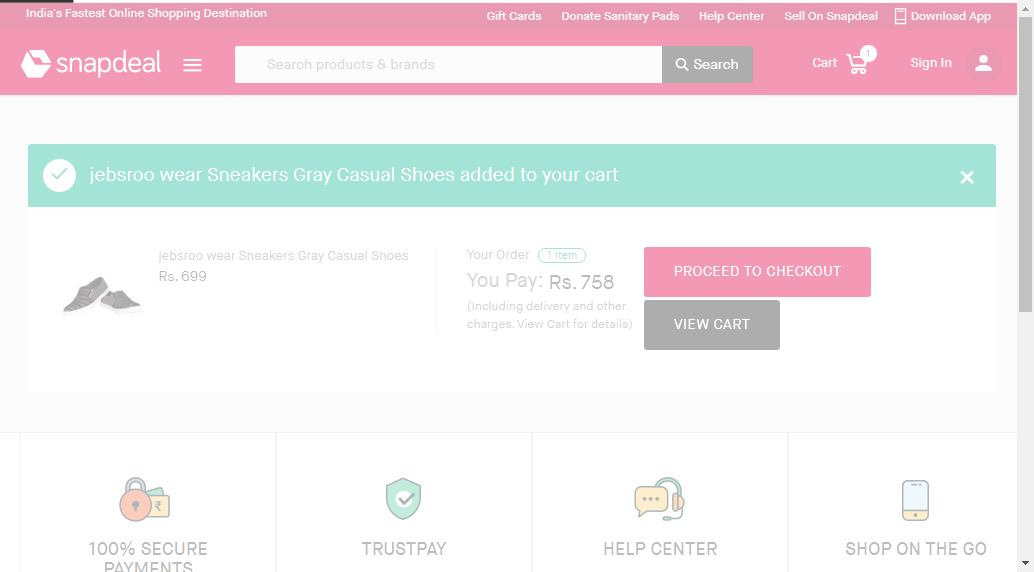 India's Fastest Online Shopping Destination
Gift Cards Donate Sanitary Pads Help Center Sell On Snapdeal Download App
snapdeal
Search products & brands
Search
Cart 1
Sign In
jebsroo wear Sneakers Gray Casual Shoes added to your cart
jebsroo wear Sneakers Gray Casual Shoes
Rs. 699
Your Order 1 Item
You Pay: Rs. 758
(Including delivery and other
charges. View Cart for details)
PROCEED TO CHECKOUT
VIEW CART
₹
100% SECURE
PAYMENTS
TRUSTPAY
HELP CENTER
SHOP ON THE GO